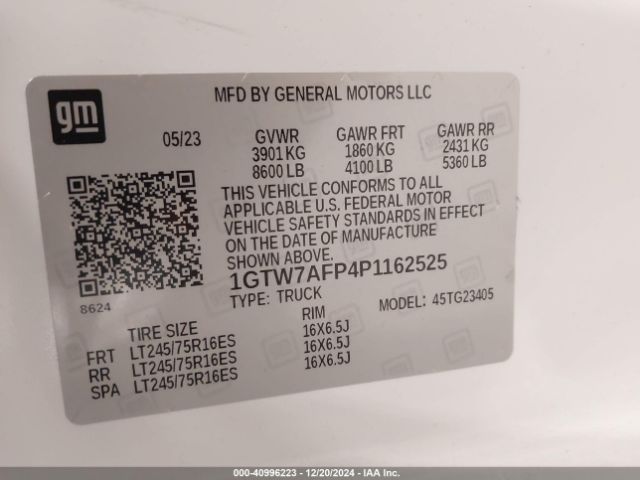 gm
MFD BY GENERAL MOTORS LLC
05/23 GVWR GAWR FRT GAWR RR
3901 KG 1860 KG 2431 KG
8600 LB 4100 LB 5360 LB
THIS VEHICLE CONFORMS TO ALL
APPLICABLE U.S. FEDERAL MOTOR
VEHICLE SAFETY STANDARDS IN EFFECT
ON THE DATE OF MANUFACTURE
SHOWN ABOVE.
1GTW7AFP4P1162525
8624
TYPE: TRUCK MODEL: 45TG23405
TIRE SIZE RIM
FRT LT245/75R16ES 16X6.5J
RR LT245/75R16ES 16X6.5J
SPA LT245/75R16ES 16X6.5J
000-40996223 - 12/20/2024 - IAA Inc.